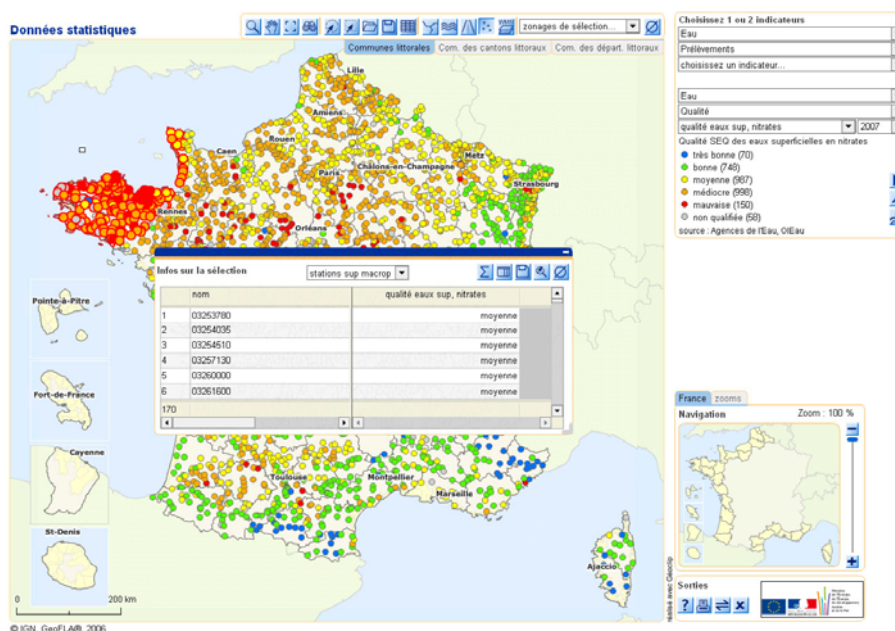 Données statistiques
zonages de sélection...
Communes littorales
Com. des cantons littoraux
Com. des départ. littoraux
Lille
Amiens
Rouen
Caen
Metz
Châlons-en-Champagne
Paris
Strasbourg
Rennes
Orléans
Infos sur la sélection
stations sup macrop
nom
qualité eaux sup, nitrates
1 03253780 moyenne
2 03254035 moyenne
3 03254510 moyenne
4 03257130 moyenne
5 03260000 moyenne
6 03261600 moyenne
170
Pointe-à-Pitre
Fort-de-France
Cayenne
St-Denis
Toulouse
Montpellier
Marseille
Ajaccio
0 200 km
© IGN, GeoFLA®, 2006
réalisé avec Géoclip
Choisissez 1 ou 2 indicateurs
Eau
Prélèvements
choisissez un indicateur...
Eau
Qualité
qualité eaux sup, nitrates 2007
Qualité SEQ des eaux superficielles en nitrates
très bonne (70)
bonne (748)
moyenne (987)
médiocre (998)
mauvaise (150)
non qualifiée (58)
source : Agences de l'Eau, OIEau
France
zooms
Navigation
Zoom : 100 %
Sorties